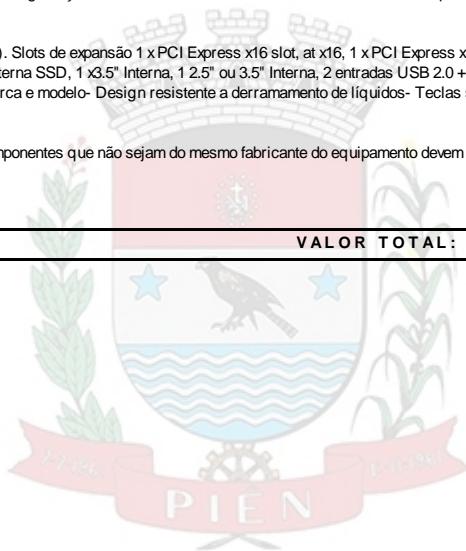 ). Slots de expansão 1 x PCI Express x16 slot, at x16, 1 x PCI Express x
terna SSD, 1 x3.5" Interna, 1 2.5" ou 3.5" Interna, 2 entradas USB 2.0 +
rca e modelo- Design resistente a derramamento de líquidos- Teclas
mponentes que não sejam do mesmo fabricante do equipamento devem
VALOR TOTAL:
PIÊN